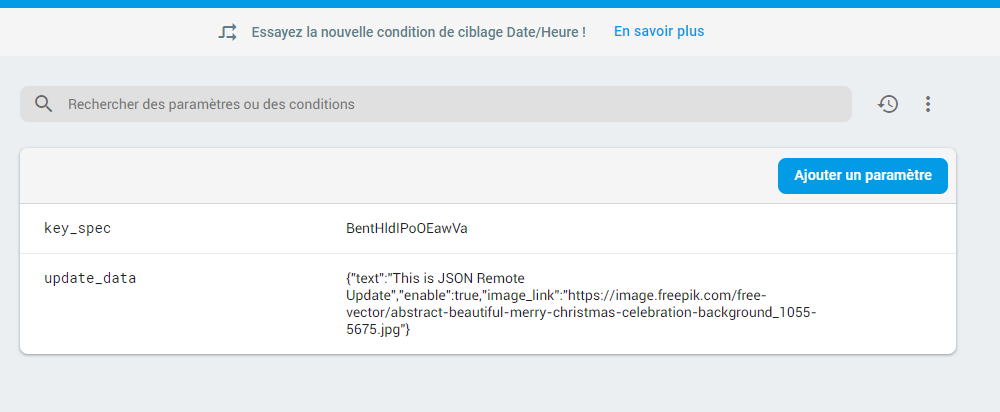 Essayez la nouvelle condition de ciblage Date/Heure ! En savoir plus
Rechercher des paramètres ou des conditions
Ajouter un paramètre
key_spec BentHldIPoOEawVa
update_data {"text":"This is JSON Remote
Update","enable":true,"image_link":"https://image.freepik.com/free-
vector/abstract-beautiful-merry-christmas-celebration-background_1055-
5675.jpg"}